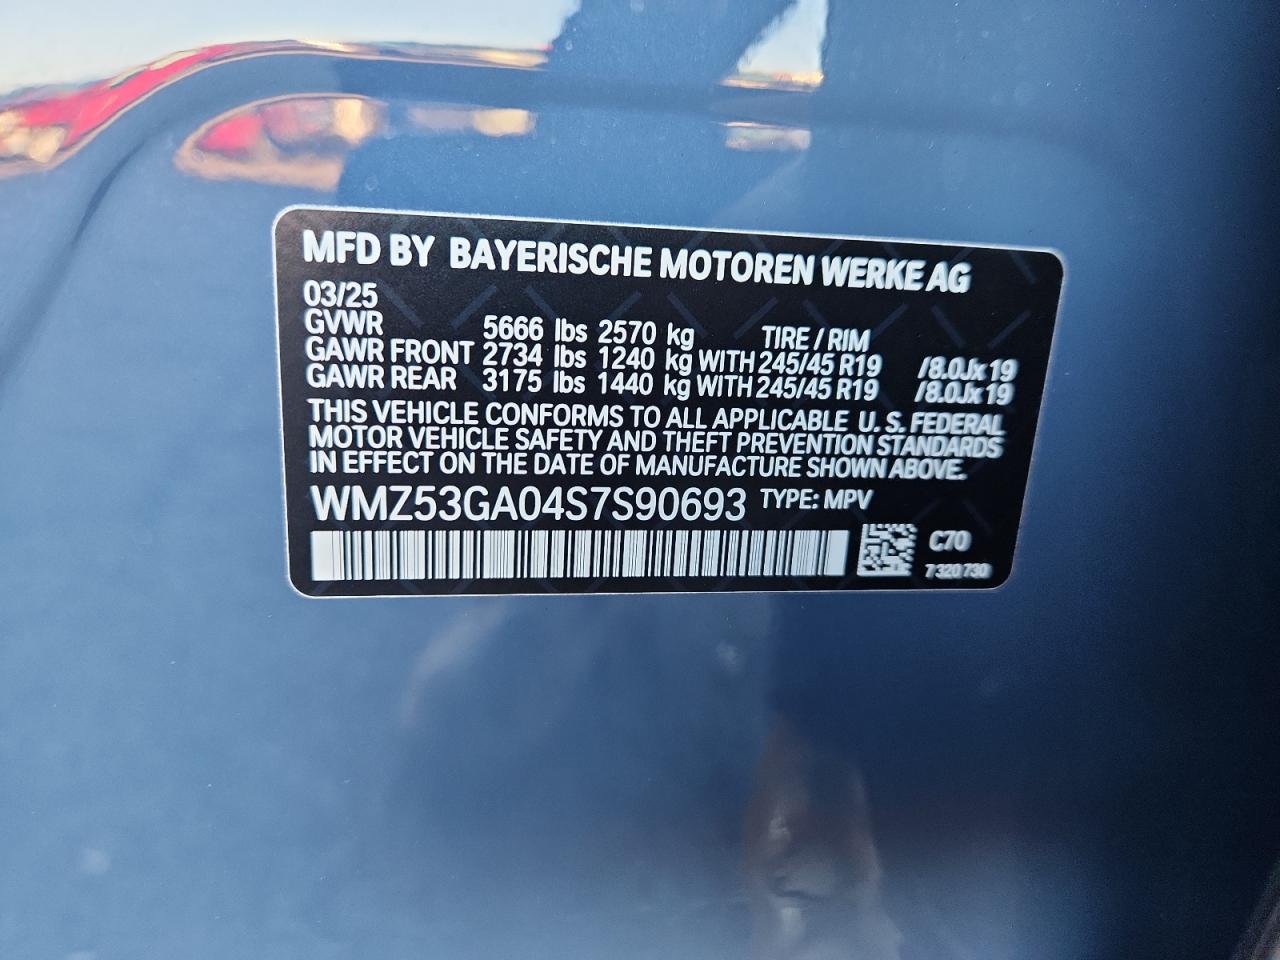 MFD BY BAYERISCHE MOTOREN WERKE AG
03/25
GVWR 5666 lbs 2570 kg TIRE / RIM
GAWR FRONT 2734 lbs 1240 kg WITH 245/45 R19 /8.0Jx19
GAWR REAR 3175 lbs 1440 kg WITH 245/45 R19 /8.0Jx19
THIS VEHICLE CONFORMS TO ALL APPLICABLE U. S. FEDERAL
MOTOR VEHICLE SAFETY AND THEFT PREVENTION STANDARDS
IN EFFECT ON THE DATE OF MANUFACTURE SHOWN ABOVE.
WMZ53GA04S7S90693 TYPE: MPV
C70
7 320 730